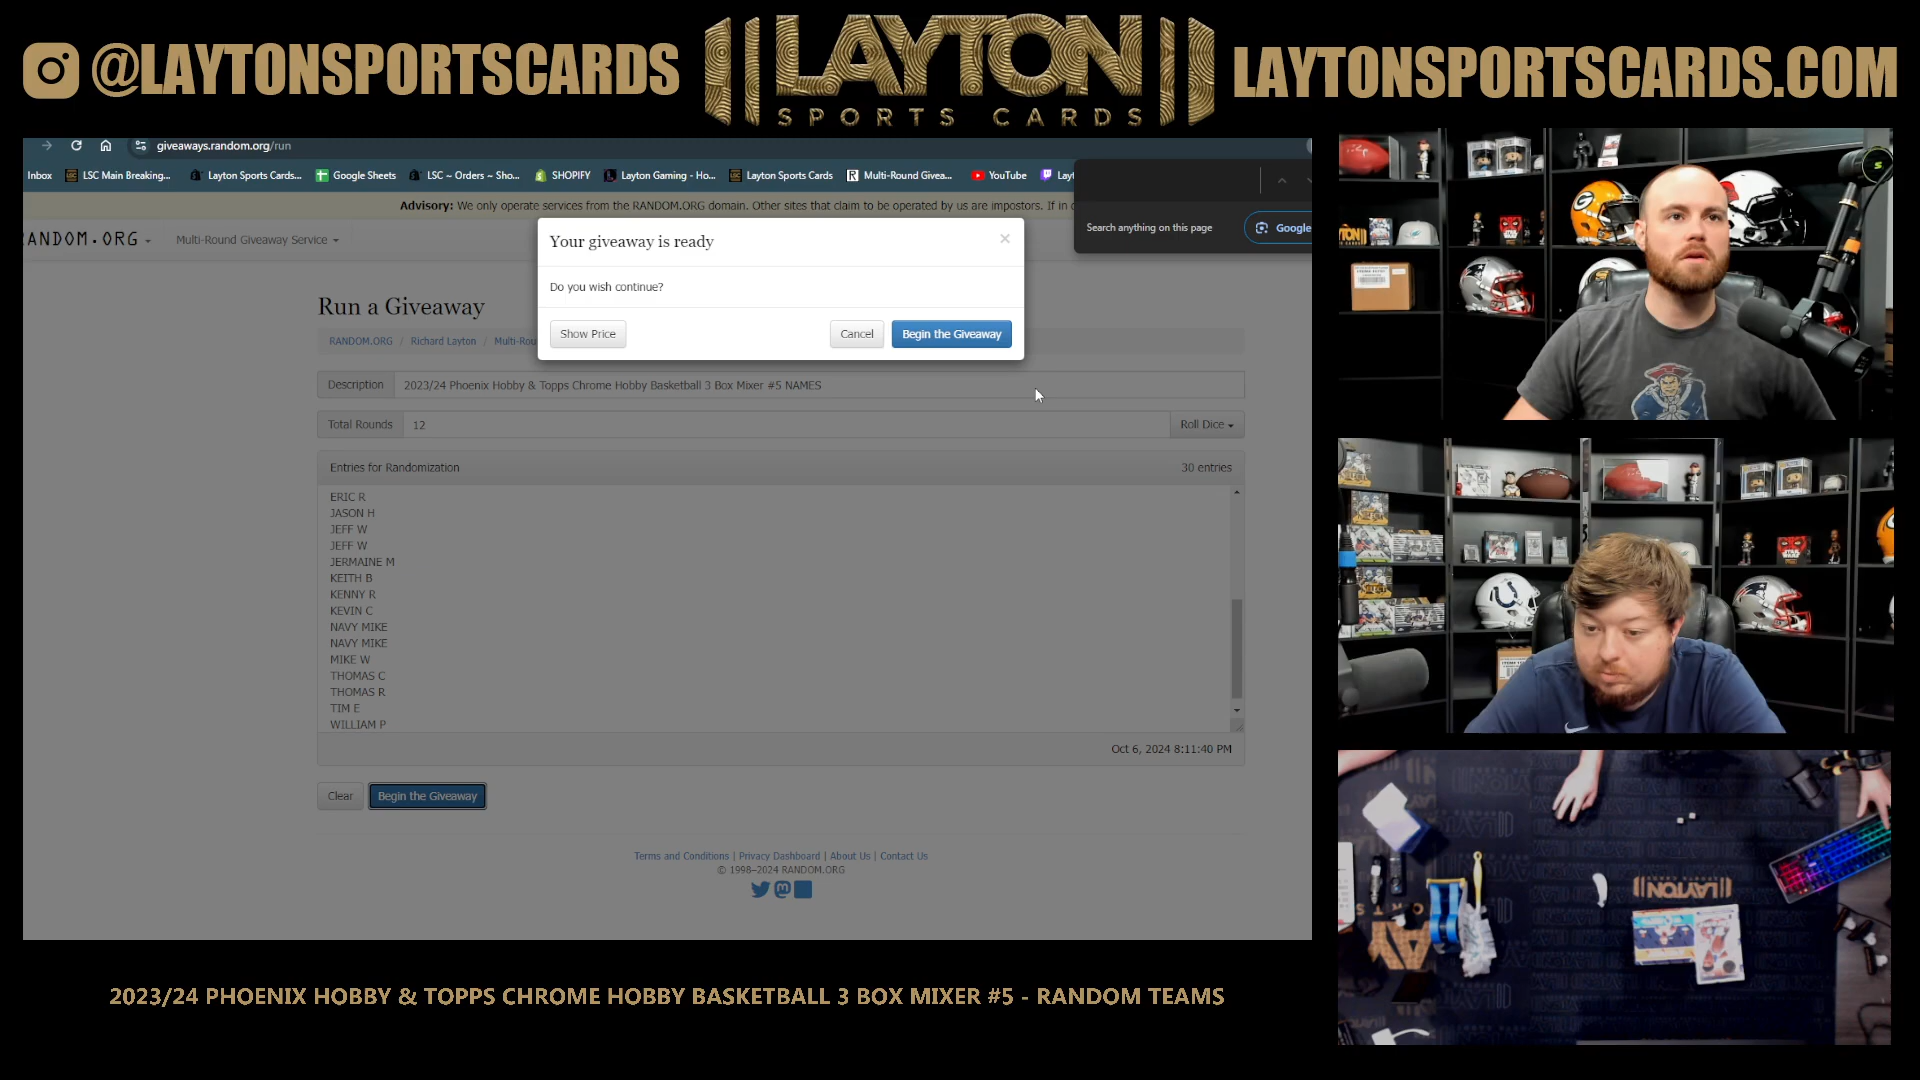 @LAYTONSPORTSCARDS
LAYTON
SPORTS CARDS
LAYTONSPORTSCARDS.COM
giveaways.random.org/run
Inbox
LSC Main Breaking...
Layton Sports Cards...
Google Sheets
LSC ~ Orders ~ Sho...
SHOPIFY
Layton Gaming - Ho...
Layton Sports Cards
Multi-Round Givea...
YouTube
Layt
Advisory: We only operate services from the RANDOM.ORG domain. Other sites that claim to be operated by us are impostors. If in
Search anything on this page
Google
ANDOM.ORG
Multi-Round Giveaway Service
Your giveaway is ready
×
Do you wish continue?
Show Price
Cancel
Begin the Giveaway
Run a Giveaway
RANDOM.ORG / Richard Layton / Multi-Rou
Description
2023/24 Phoenix Hobby & Topps Chrome Hobby Basketball 3 Box Mixer #5 NAMES
Total Rounds
12
Roll Dice
Entries for Randomization
30 entries
ERIC R
JASON H
JEFF W
JEFF W
JERMAINE M
KEITH B
KENNY R
KEVIN C
NAVY MIKE
NAVY MIKE
MIKE W
THOMAS C
THOMAS R
TIM E
WILLIAM P
Oct 6, 2024 8:11:40 PM
Clear
Begin the Giveaway
Terms and Conditions | Privacy Dashboard | About Us | Contact Us
© 1998–2024 RANDOM.ORG
LAYTON
2023/24 PHOENIX HOBBY & TOPPS CHROME HOBBY BASKETBALL 3 BOX MIXER #5 - RANDOM TEAMS